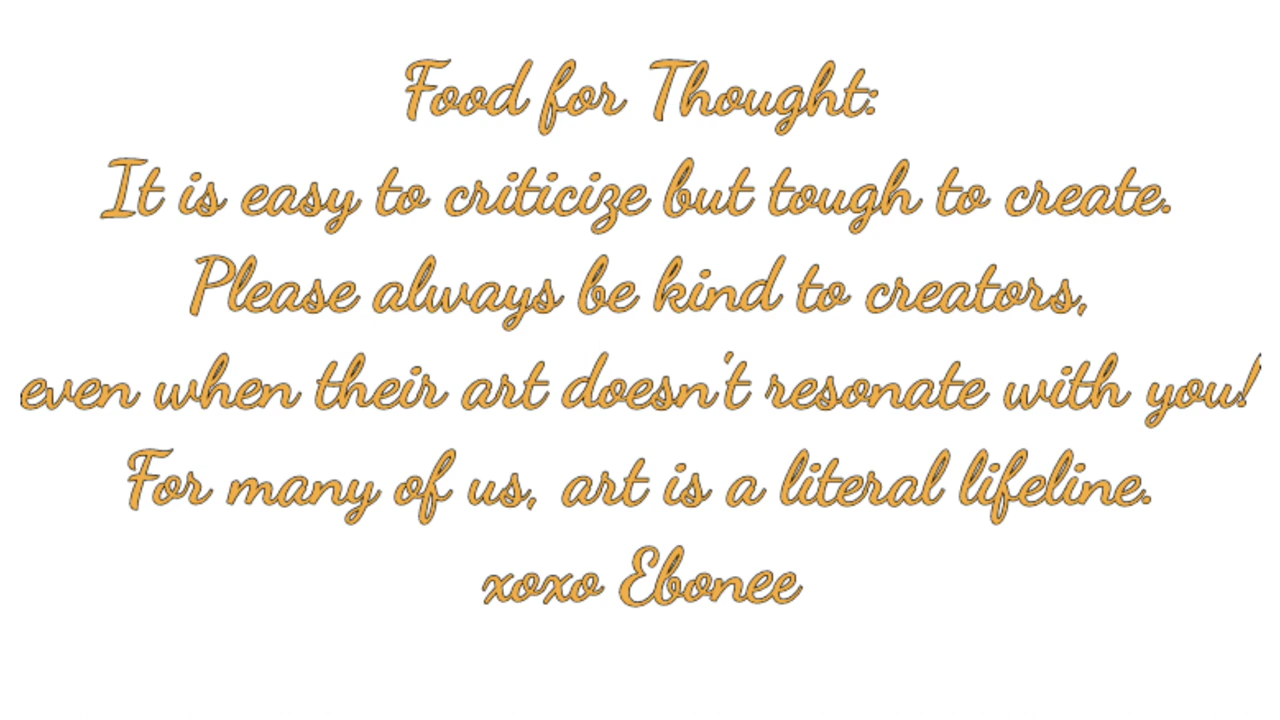 Food for Thought:
It is easy to criticize but tough to create.
Please always be kind to creators,
even when their art doesn't resonate with you!
For many of us, art is a literal lifeline.
xoxo Ebonee